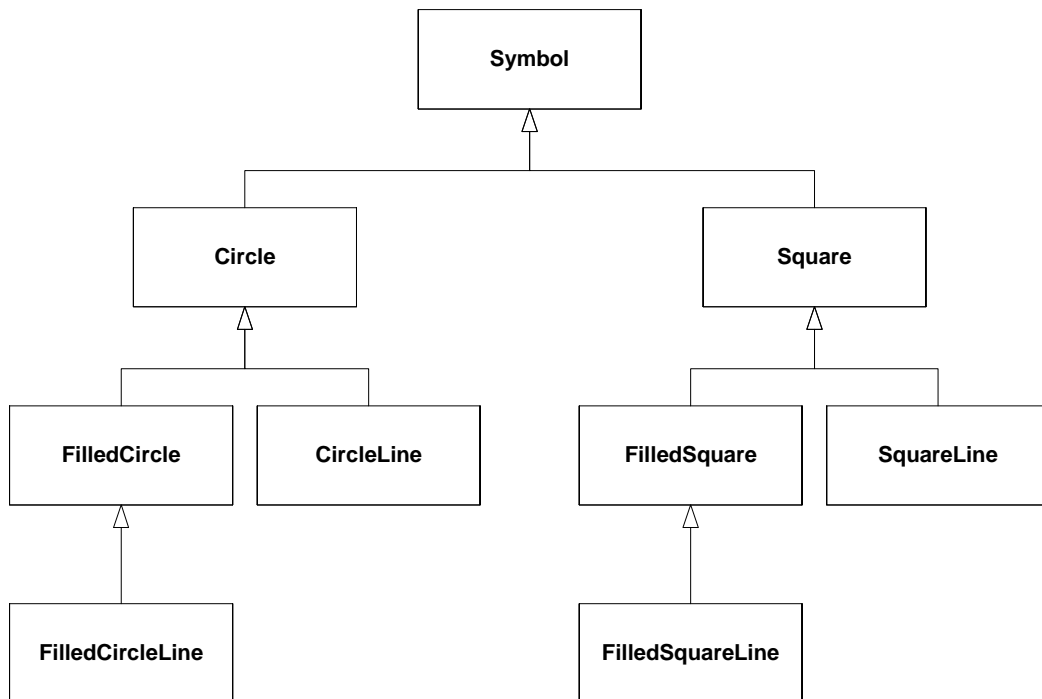 Symbol
Circle
Square
FilledCircle
CircleLine
FilledSquare
SquareLine
FilledCircleLine
FilledSquareLine